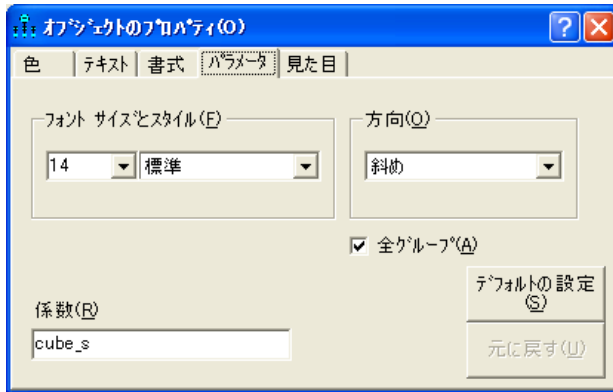 ｵﾌﾞｼﾞｪｸﾄのﾌﾟﾛﾊﾟﾃｨ(O)
色 ﾃｷｽﾄ 書式 ﾊﾟﾗﾒｰﾀ 見た目
ﾌｫﾝﾄ ｻｲｽﾞとｽﾀｲﾙ(F) 方向(O)
14 標準 斜め
全ｸﾞﾙｰﾌﾟ(A)
ﾃﾞﾌｫﾙﾄの設定
(S)
係数(R)
cube_s
元に戻す(U)